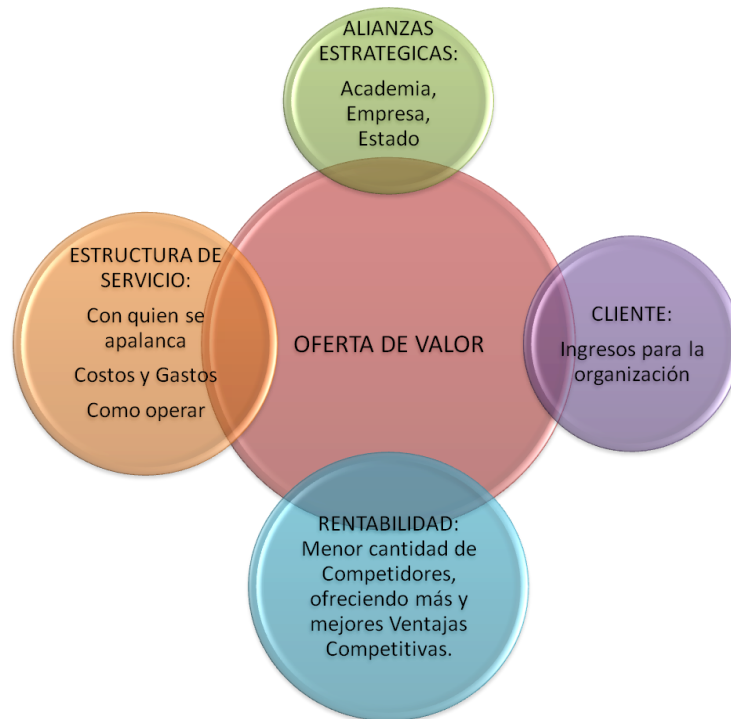 ALIANZAS
ESTRATEGICAS:
Academia,
Empresa,
Estado
ESTRUCTURA DE
SERVICIO:
Con quien se
apalanca
Costos y Gastos
Como operar
OFERTA DE VALOR
CLIENTE:
Ingresos para la
organización
RENTABILIDAD:
Menor cantidad de
Competidores,
ofreciendo más y
mejores Ventajas
Competitivas.